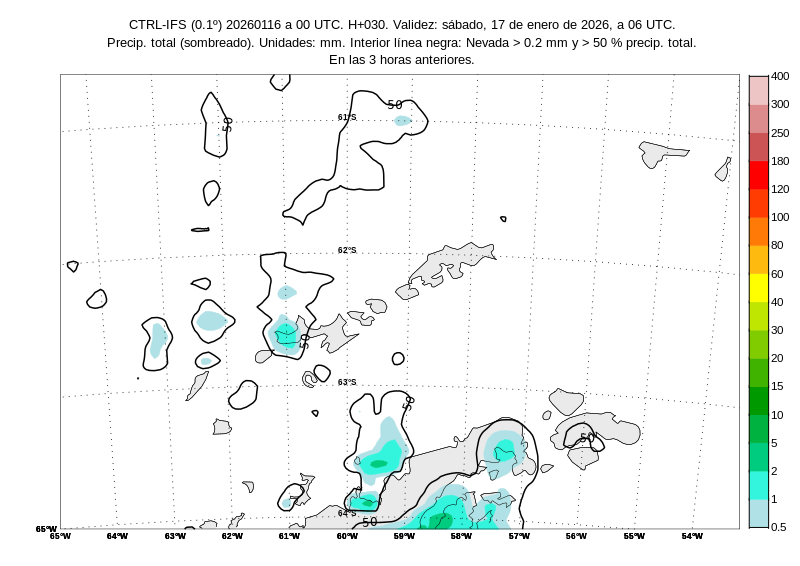 CTRL-IFS (0.1º) 20260116 a 00 UTC. H+030. Validez: sábado, 17 de enero de 2026, a 06 UTC.
Precip. total (sombreado). Unidades: mm. Interior línea negra: Nevada > 0.2 mm y > 50 % precip. total.
En las 3 horas anteriores.
400
300
250
180
120
100
80
60
40
30
20
15
10
5
2
1
0.5
50
61°S
50
62°S
50
63°S
50
50
64°S
50
65°W
65°W
64°W
63°W
62°W
61°W
60°W
59°W
58°W
57°W
56°W
55°W
54°W